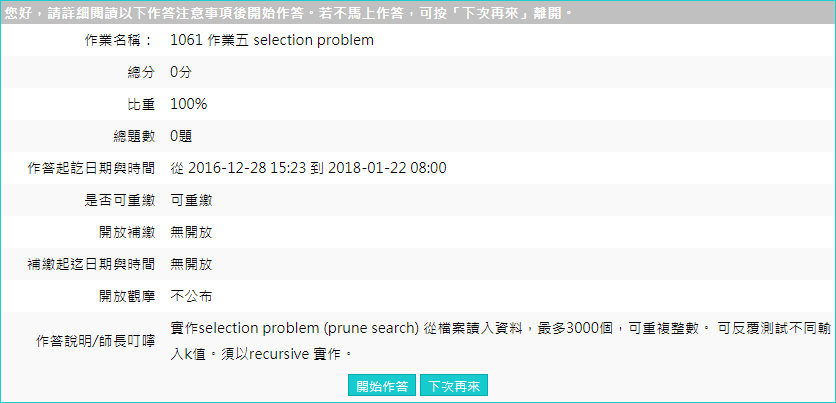 您好，請詳細閱讀以下作答注意事項後開始作答。若不馬上作答，可按「下次再來」離開。
作業名稱： 1061 作業五 selection problem
總分 0分
比重 100%
總題數 0題
作答起訖日期與時間 從 2016-12-28 15:23 到 2018-01-22 08:00
是否可重繳 可重繳
開放補繳 無開放
補繳起迄日期與時間 無開放
開放觀摩 不公布
作答說明/師長叮嚀 實作selection problem (prune search) 從檔案讀入資料，最多3000個，可重複整數。 可反覆測試不同輸
入k值。須以recursive 實作。
開始作答 下次再來